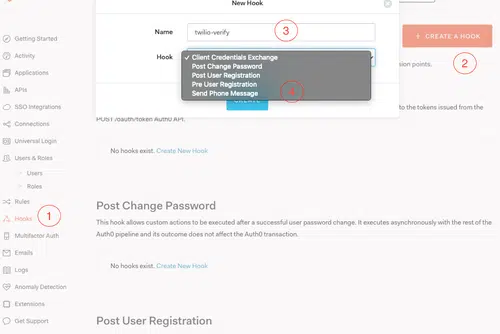 New Hook
Name
twilio-verify
3
+ CREATE A HOOK
Hook
Client Credentials Exchange
Post Change Password
Post User Registration
Pre User Registration
Send Phone Message
4
2
sion points.
to the tokens issued from the
POST /oauth/token Auth0 API.
No hooks exist. Create New Hook
Post Change Password
This hook allows custom actions to be executed after a successful user password change. It executes asynchronously with the rest of the
Auth0 pipeline and its outcome does not affect the Auth0 transaction.
No hooks exist. Create New Hook
Post User Registration
Getting Started
Activity
Applications
APIs
SSO Integrations
Connections
Universal Login
Users & Roles
Users
Roles
Rules
Hooks
1
Multifactor Auth
Emails
Logs
Anomaly Detection
Extensions
Get Support